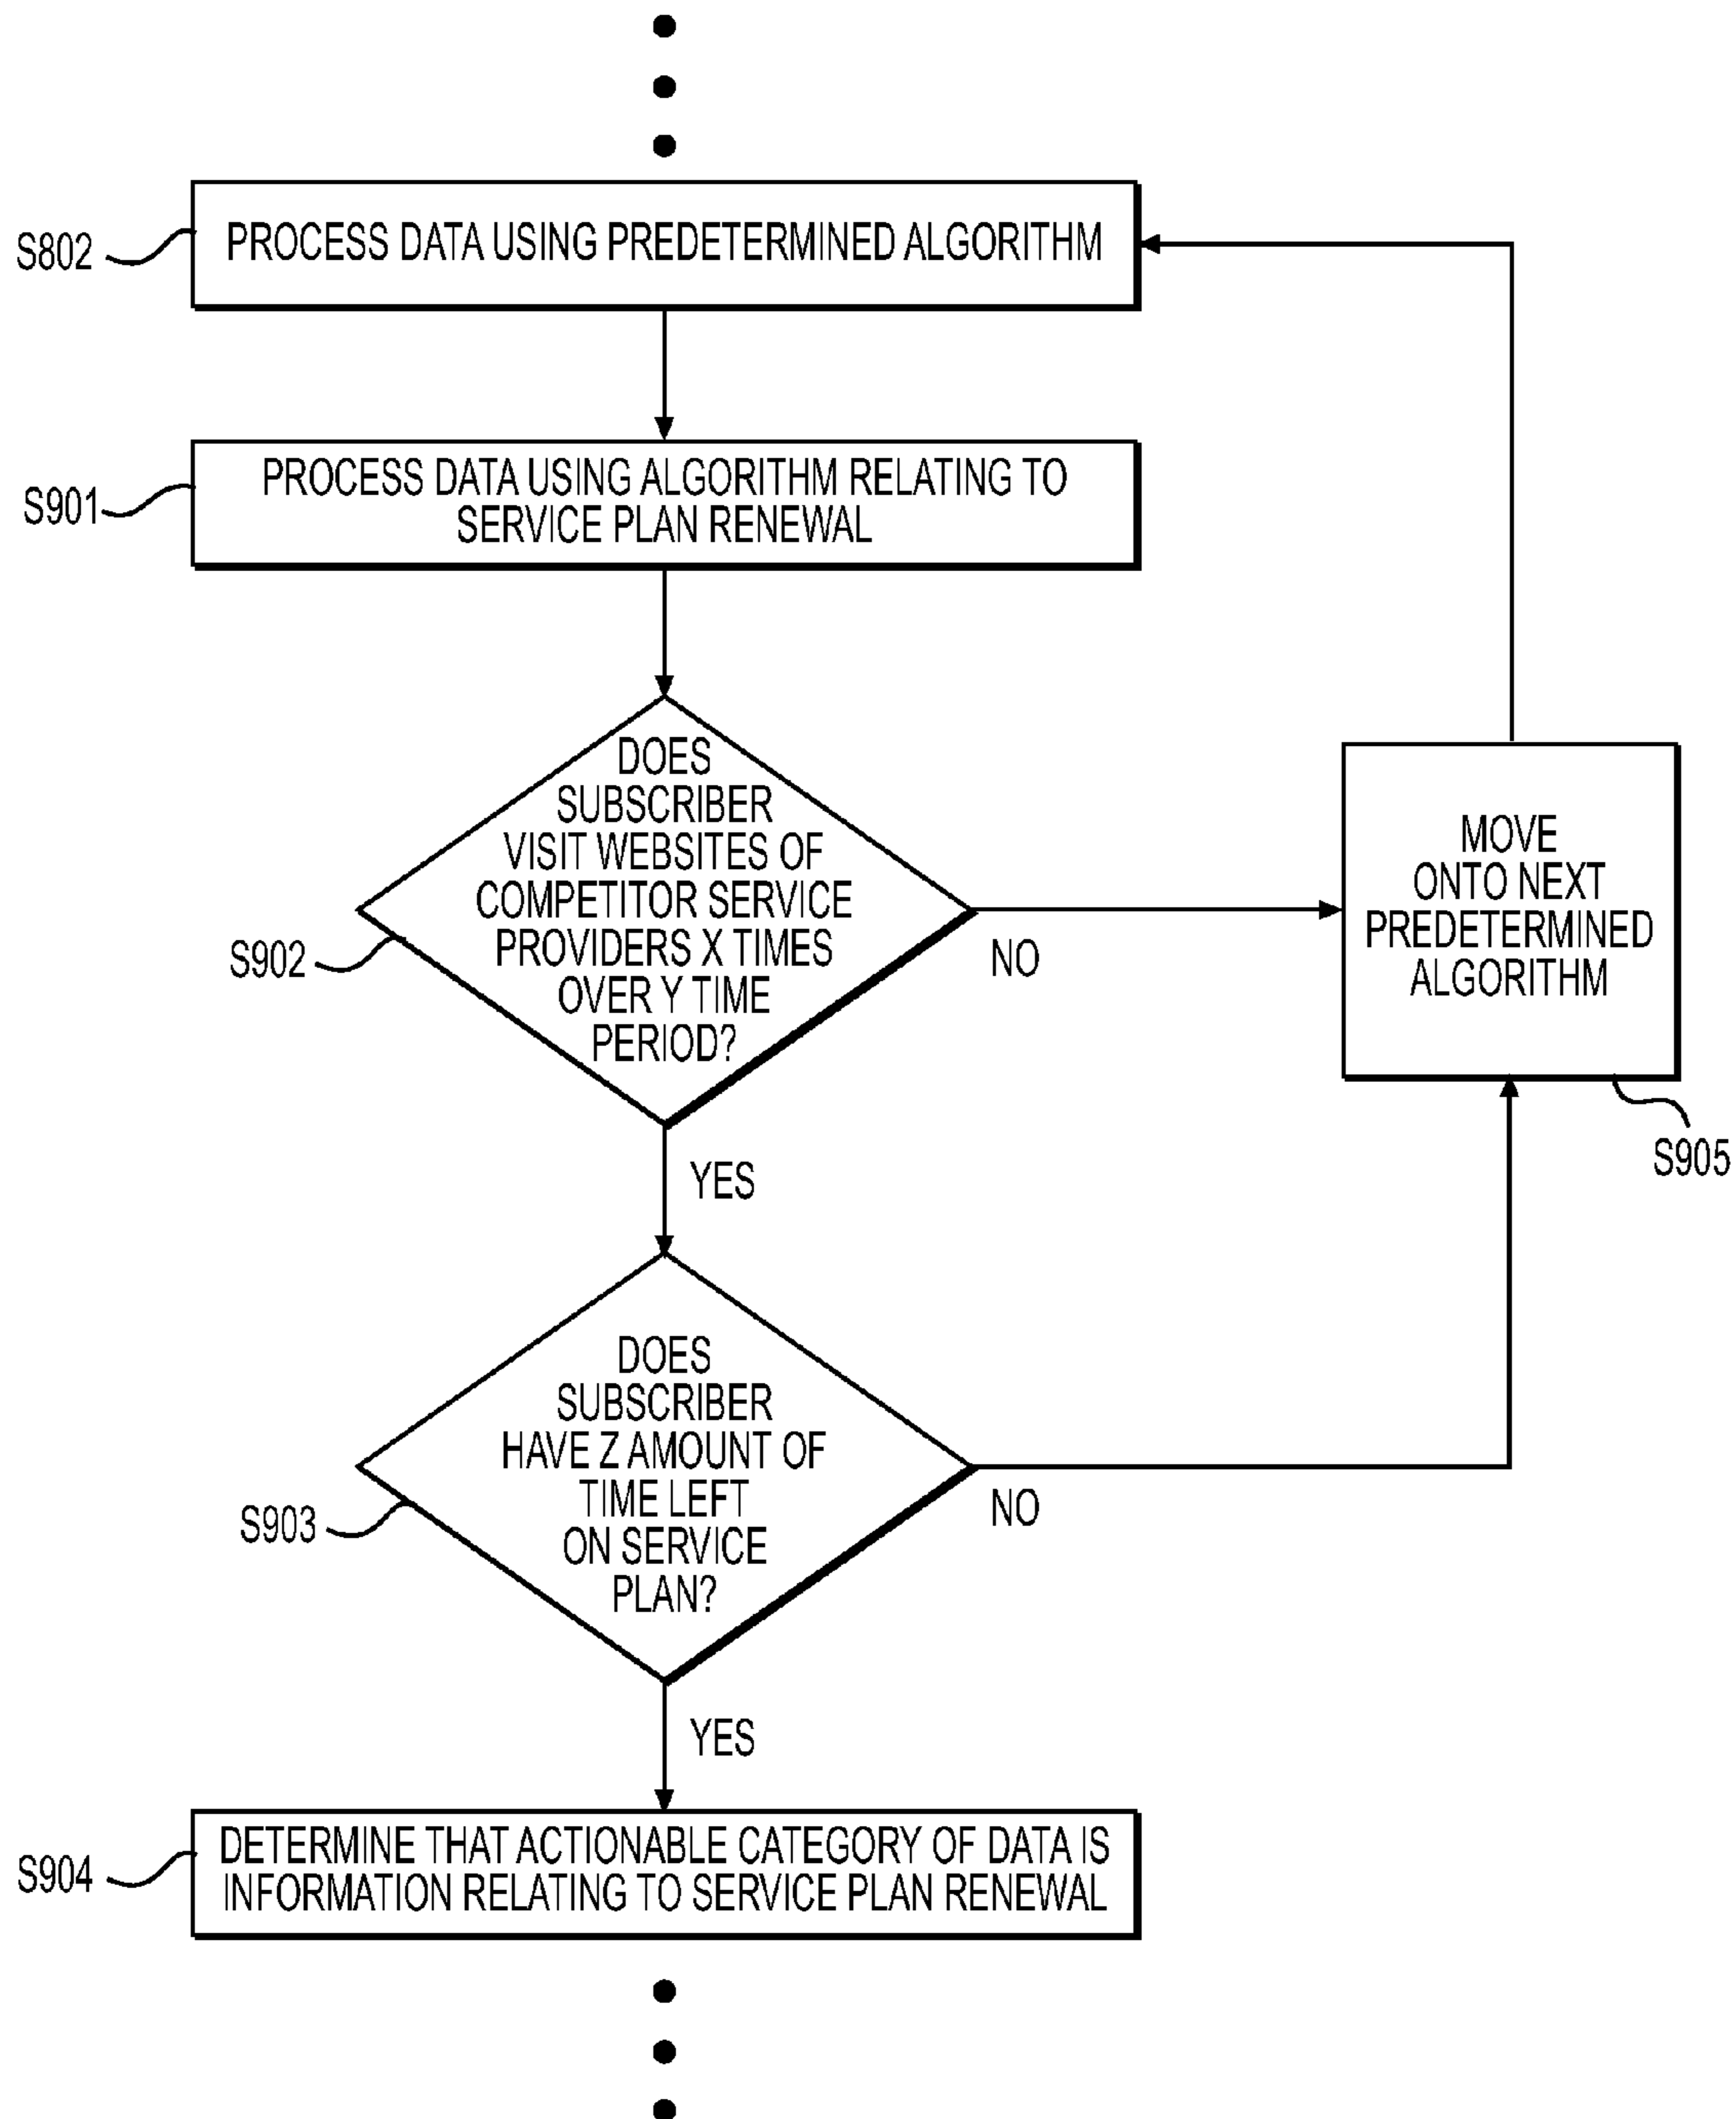 S802
PROCESS DATA USING PREDETERMINED ALGORITHM
S901
PROCESS DATA USING ALGORITHM RELATING TO
SERVICE PLAN RENEWAL
DOES
SUBSCRIBER
VISIT WEBSITES OF
COMPETITOR SERVICE
PROVIDERS X TIMES
OVER Y TIME
PERIOD?
S902
NO
YES
MOVE
ONTO NEXT
PREDETERMINED
ALGORITHM
S905
DOES
SUBSCRIBER
HAVE Z AMOUNT OF
TIME LEFT
ON SERVICE
PLAN?
S903
NO
YES
S904
DETERMINE THAT ACTIONABLE CATEGORY OF DATA IS
INFORMATION RELATING TO SERVICE PLAN RENEWAL